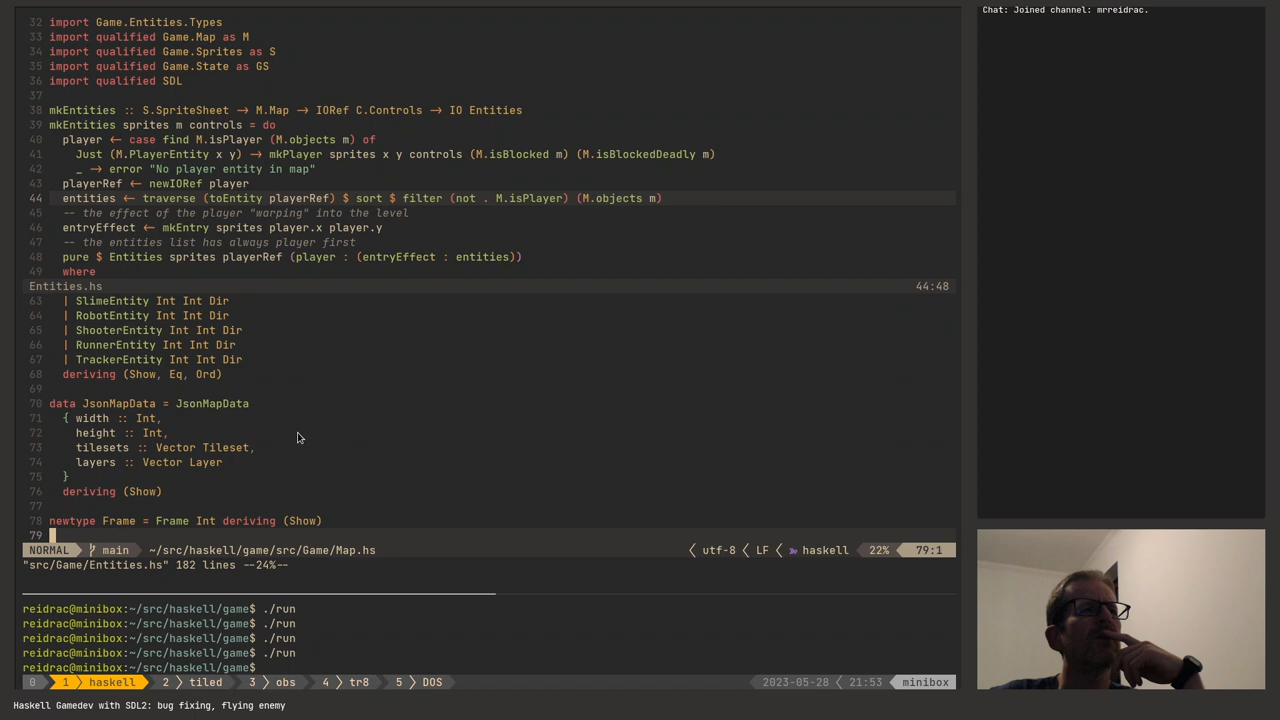 32 import Game.Entities.Types
33 import qualified Game.Map as M
34 import qualified Game.Sprites as S
35 import qualified Game.State as GS
36 import qualified SDL
37
38 mkEntities :: S.SpriteSheet → M.Map → IORef C.Controls → IO Entities
39 mkEntities sprites m controls = do
40   player ← case find M.isPlayer (M.objects m) of
41     Just (M.PlayerEntity x y) → mkPlayer sprites x y controls (M.isBlocked m) (M.isBlockedDeadly m)
42     _ → error "No player entity in map"
43   playerRef ← newIORef player
44   entities ← traverse (toEntity playerRef) $ sort $ filter (not . M.isPlayer) (M.objects m)
45   -- the effect of the player "warping" into the level
46   entryEffect ← mkEntry sprites player.x player.y
47   -- the entities list has always player first
48   pure $ Entities sprites playerRef (player : (entryEffect : entities))
49   where
Entities.hs 44:48
63   | SlimeEntity Int Int Dir
64   | RobotEntity Int Int Dir
65   | ShooterEntity Int Int Dir
66   | RunnerEntity Int Int Dir
67   | TrackerEntity Int Int Dir
68   deriving (Show, Eq, Ord)
69
70 data JsonMapData = JsonMapData
71   { width :: Int,
72     height :: Int,
73     tilesets :: Vector Tileset,
74     layers :: Vector Layer
75   }
76   deriving (Show)
77
78 newtype Frame = Frame Int deriving (Show)
79
NORMAL main ~/src/haskell/game/src/Game/Map.hs utf-8 LF haskell 22% 79:1
"src/Game/Entities.hs" 182 lines --24%--
reidrac@minibox:~/src/haskell/game$ ./run
reidrac@minibox:~/src/haskell/game$ ./run
reidrac@minibox:~/src/haskell/game$ ./run
reidrac@minibox:~/src/haskell/game$ ./run
reidrac@minibox:~/src/haskell/game$
0 1 haskell 2 tiled 3 obs 4 tr8 5 DOS 2023-05-28 21:53 minibox
Haskell Gamedev with SDL2: bug fixing, flying enemy
Chat: Joined channel: mrreidrac.